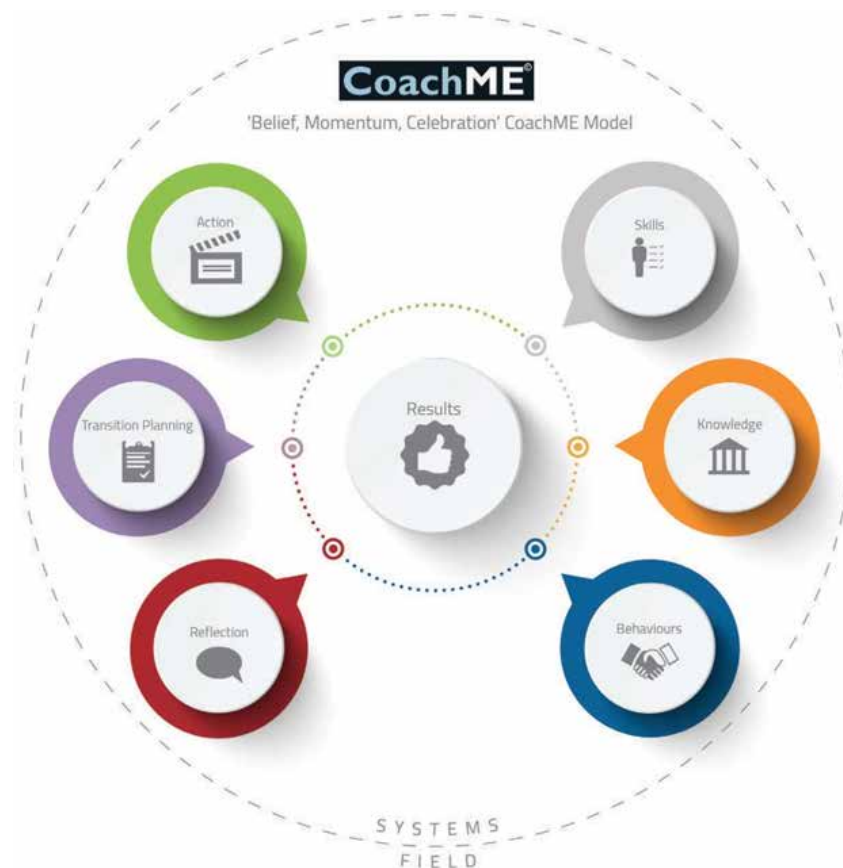 CoachME©
'Belief, Momentum, Celebration' CoachME Model
Action
Skills
Transition Planning
Results
Knowledge
Reflection
Behaviours
SYSTEMS
FIELD